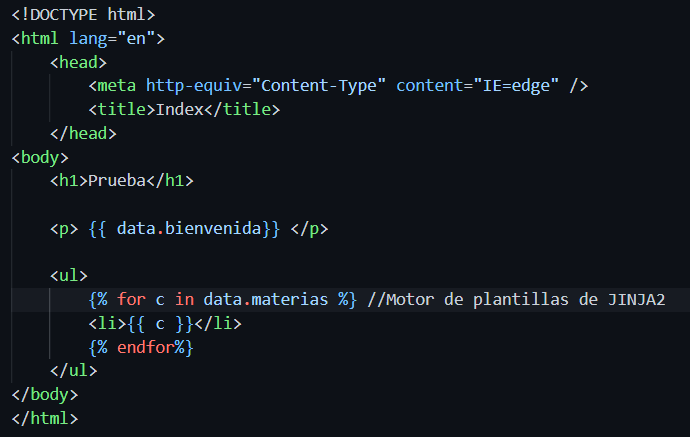 <!DOCTYPE html>
<html lang="en">
    <head>
        <meta http-equiv="Content-Type" content="IE=edge" />
        <title>Index</title>
    </head>
<body>
    <h1>Prueba</h1>

    <p> {{ data.bienvenida}} </p>

    <ul>
        {% for c in data.materias %} //Motor de plantillas de JINJA2
        <li>{{ c }}</li>
        {% endfor%}
    </ul>
</body>
</html>